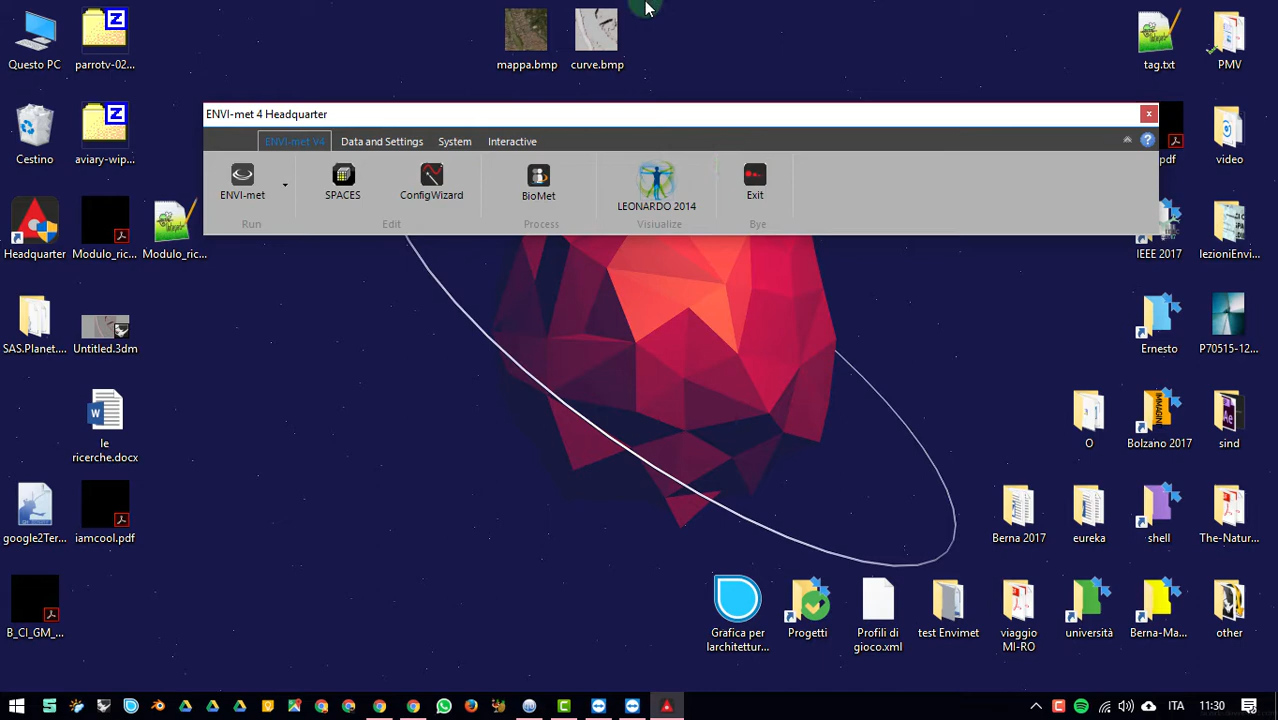 Questo PC
parrotv-02...
mappa.bmp
curve.bmp
tag.txt
PMV
ENVI-met 4 Headquarter
ENVI-met V4
Data and Settings
System
Interactive
ENVI-met
SPACES
ConfigWizard
BioMet
LEONARDO 2014
Exit
Run
Edit
Process
Visiualize
Bye
Cestino
aviary-wip...
pdf
video
Headquarter
Modulo_ric...
Modulo_ric...
IEEE 2017
lezioniEnvi...
SAS.Planet....
Untitled.3dm
Ernesto
P70515-12...
le
ricerche.docx
O
IMMAGINI
Bolzano 2017
sind
google2Ter...
iamcool.pdf
Berna 2017
eureka
shell
The-Natur...
B_CI_GM_...
Grafica per
larchitettur...
Progetti
Profili di
gioco.xml
test Envimet
viaggio
MI-RO
università
Berna-Ma...
other
ITA
11:30